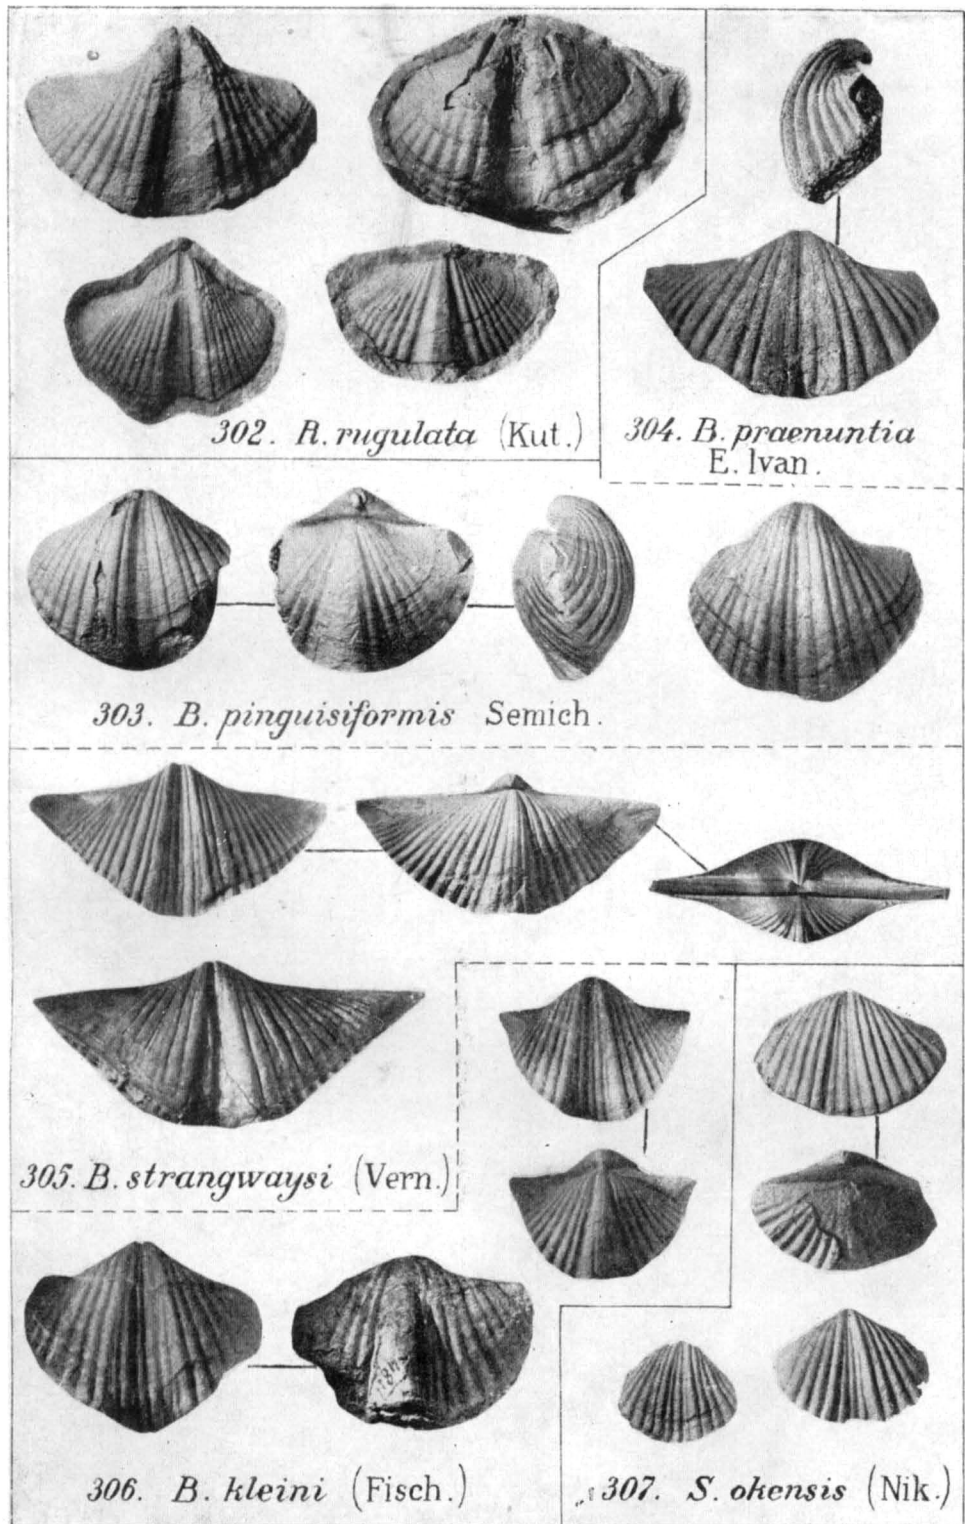 302. R. rugulata (Kut.)
304. B. praenuntia
E. Ivan.
303. B. pinguisiformis Semich.
305. B. strangwaysi (Vern.)
306. B. kleini (Fisch.)
307. S. okensis (Nik.)